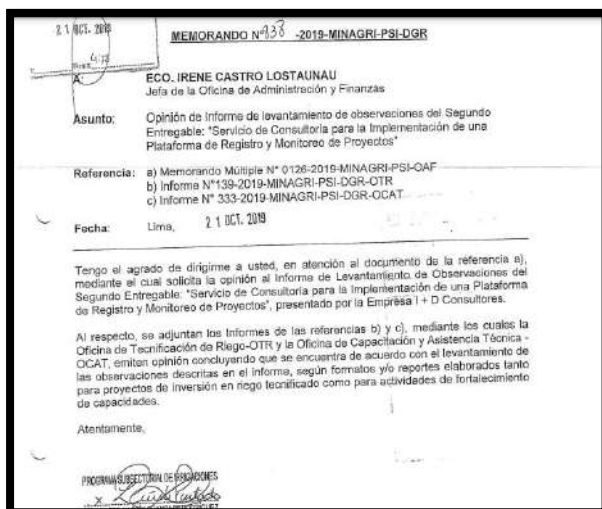 21 OCT. 2019
MEMORANDO N° 938 -2019-MINAGRI-PSI-DGR
A: ECO. IRENE CASTRO LOSTAUNAU
Jefa de la Oficina de Administración y Finanzas
Asunto: Opinión de Informe de levantamiento de observaciones del Segundo
Entregable: "Servicio de Consultoría para la Implementación de una
Plataforma de Registro y Monitoreo de Proyectos"
Referencia: a) Memorando Múltiple N° 0126-2019-MINAGRI-PSI-OAF
b) Informe N°139-2019-MINAGRI-PSI-DGR-OTR
c) Informe N° 333-2019-MINAGRI-PSI-DGR-OCAT
Fecha: Lima, 21 OCT. 2019
Tengo el agrado de dirigirme a usted, en atención al documento de la referencia a),
mediante el cual solicita la opinión al Informe de Levantamiento de Observaciones del
Segundo Entregable: "Servicio de Consultoría para la Implementación de una Plataforma
de Registro y Monitoreo de Proyectos", presentado por la Empresa I + D Consultores.
Al respecto, se adjuntan los Informes de las referencias b) y c), mediante los cuales la
Oficina de Tecnificación de Riego-OTR y la Oficina de Capacitación y Asistencia Técnica -
OCAT, emiten opinión concluyendo que se encuentra de acuerdo con el levantamiento de
las observaciones descritas en el informe, según formatos y/o reportes elaborados tanto
para proyectos de inversión en riego tecnificado como para actividades de fortalecimiento
de capacidades.
Atentamente,
PROGRAMA SUBSECTORIAL DE IRRIGACIONES